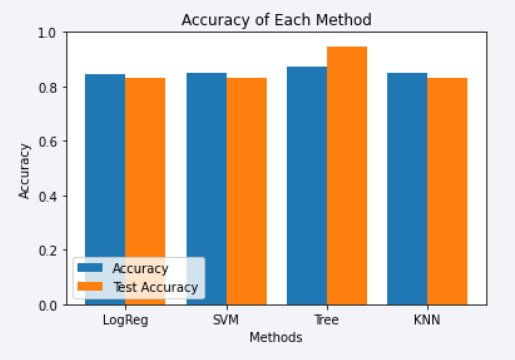 Accuracy of Each Method
1.0
0.8
0.6
0.4
0.2
0.0
Accuracy
Accuracy
Test Accuracy
LogReg SVM Tree KNN
Methods